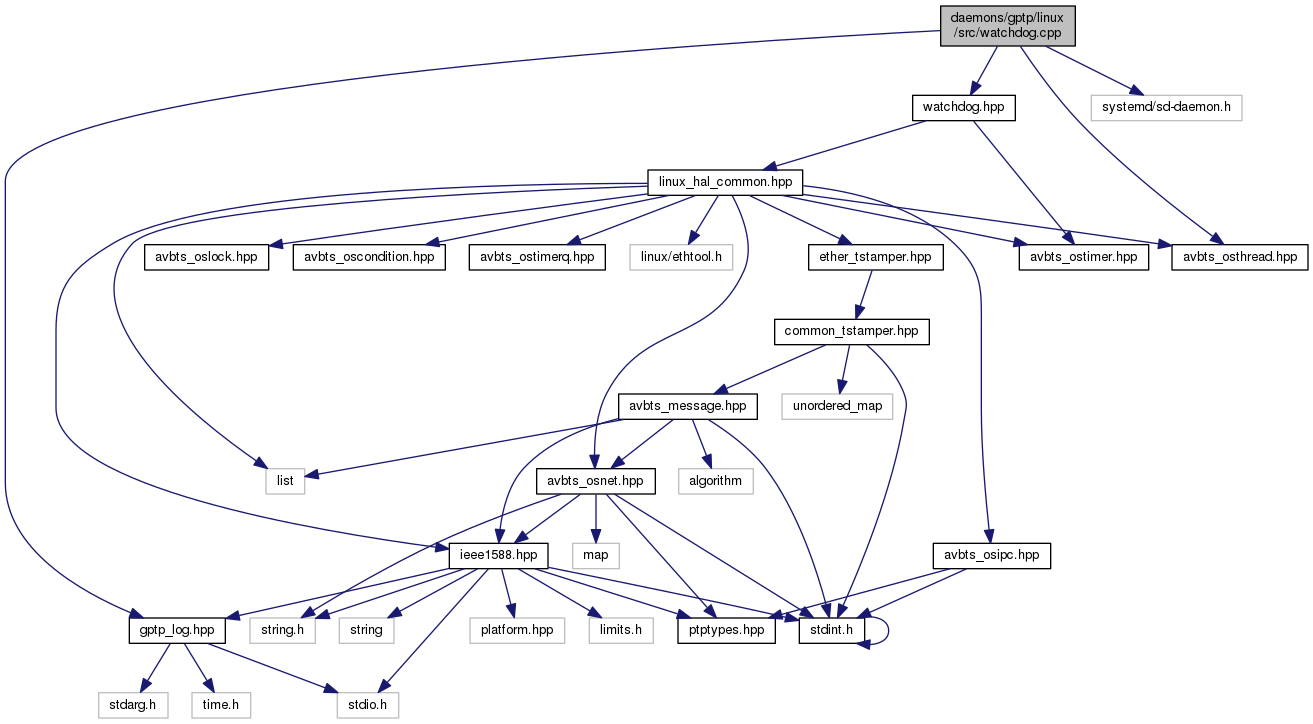 daemons/gptp/linux
/src/watchdog.cpp
watchdog.hpp
systemd/sd-daemon.h
linux_hal_common.hpp
avbts_oslock.hpp
avbts_oscondition.hpp
avbts_ostimerq.hpp
linux/ethtool.h
ether_tstamper.hpp
avbts_ostimer.hpp
avbts_osthread.hpp
common_tstamper.hpp
avbts_message.hpp
unordered_map
list
avbts_osnet.hpp
algorithm
ieee1588.hpp
map
avbts_osipc.hpp
gptp_log.hpp
string.h
string
platform.hpp
limits.h
ptptypes.hpp
stdint.h
stdarg.h
time.h
stdio.h